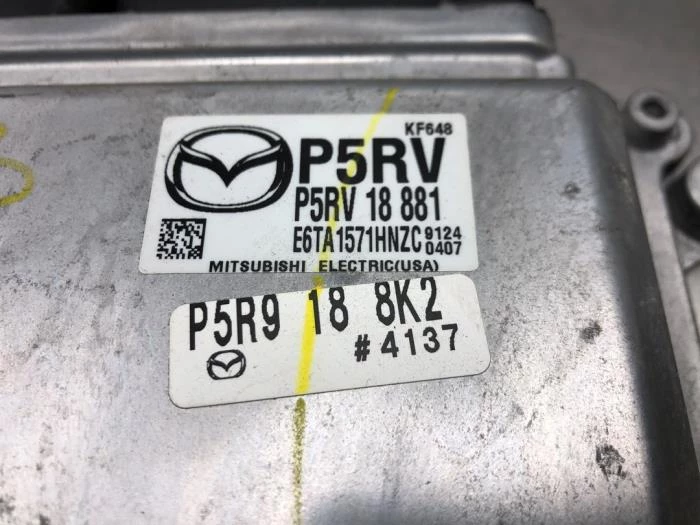 KF648
P5RV
P5RV 18 881
E6TA1571HNZC 9124
0407
MITSUBISHI ELECTRIC(USA)
P5R9 18 8K2
#4137